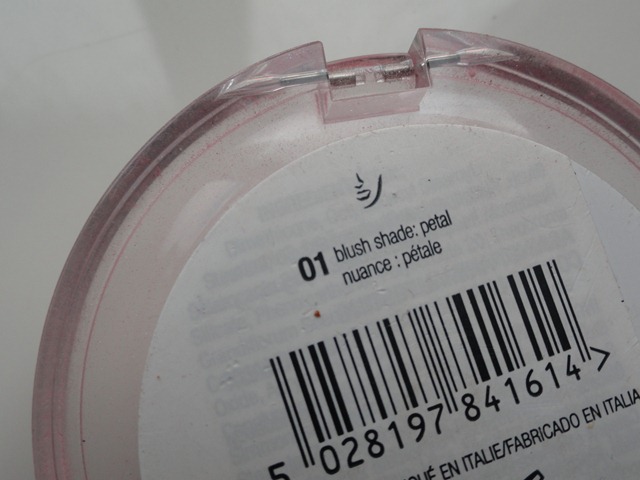 01 blush shade: petal
nuance : pétale
5 028197 841614 >
QUÉ EN ITALIE/FABRICADO EN ITALIA